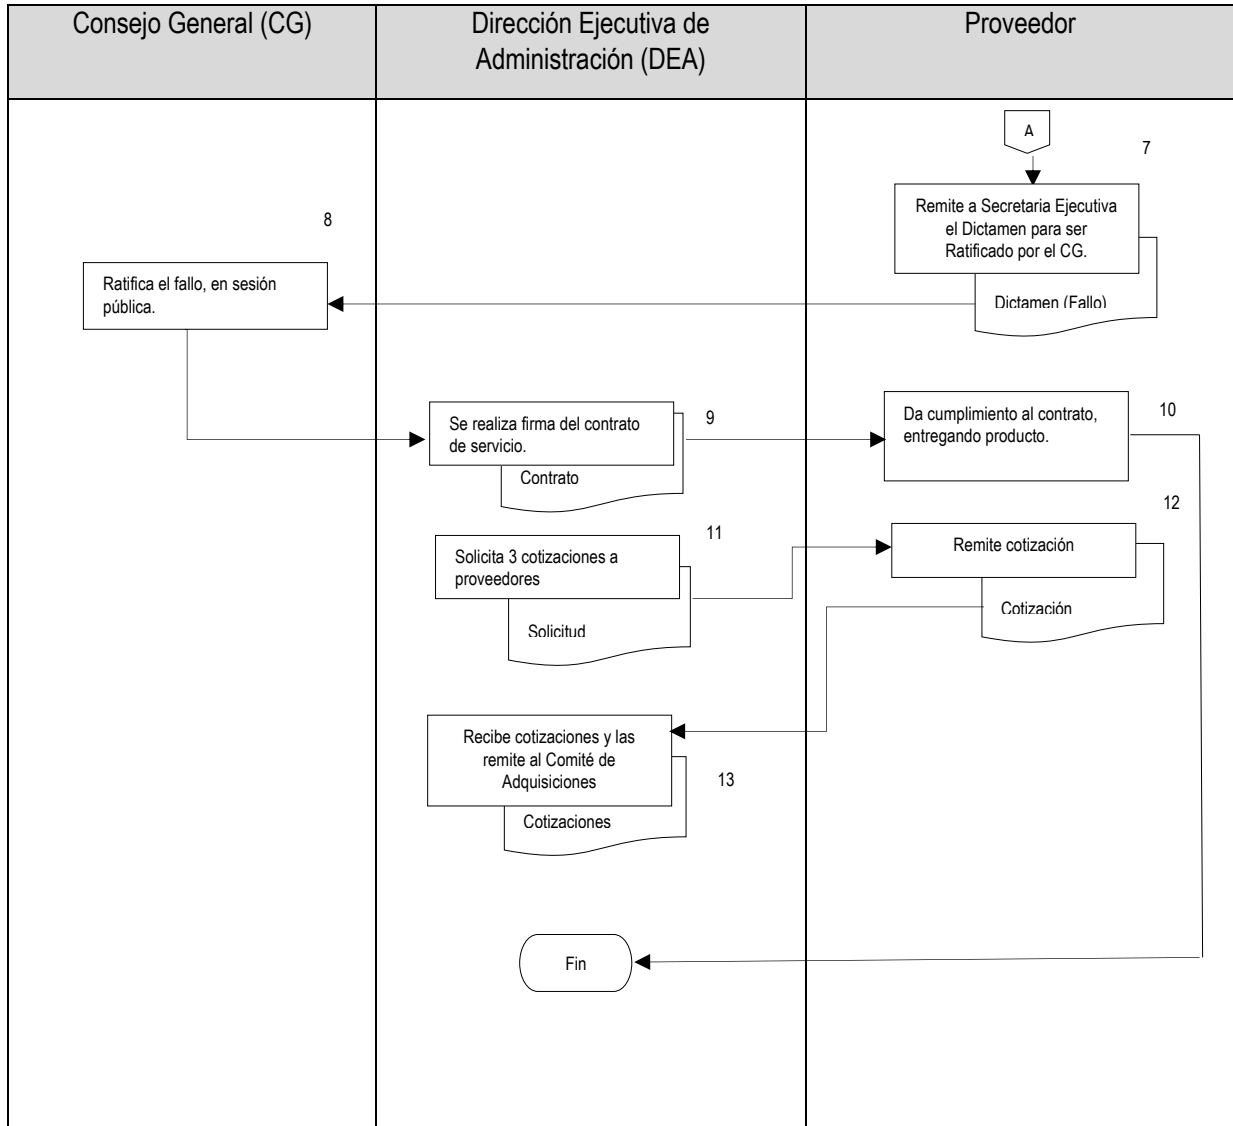 Consejo General (CG)
Dirección Ejecutiva de
Administración (DEA)
Proveedor
A
7
Remite a Secretaria Ejecutiva
el Dictamen para ser
Ratificado por el CG.
Dictamen (Fallo)
8
Ratifica el fallo, en sesión
pública.
Se realiza firma del contrato
de servicio.
Contrato
9
Da cumplimiento al contrato,
entregando producto.
10
11
Solicita 3 cotizaciones a
proveedores
Solicitud
12
Remite cotización
Cotización
Recibe cotizaciones y las
remite al Comité de
Adquisiciones
Cotizaciones
13
Fin